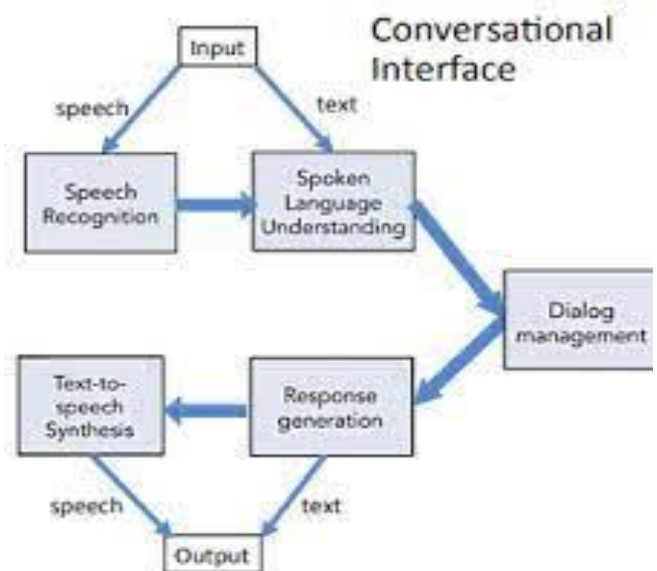 Conversational
Interface
Input
speech
text
Speech
Recognition
Spoken
Language
Understanding
Dialog
management
Text-to-
speech
Synthesis
Response
generation
speech
text
Output